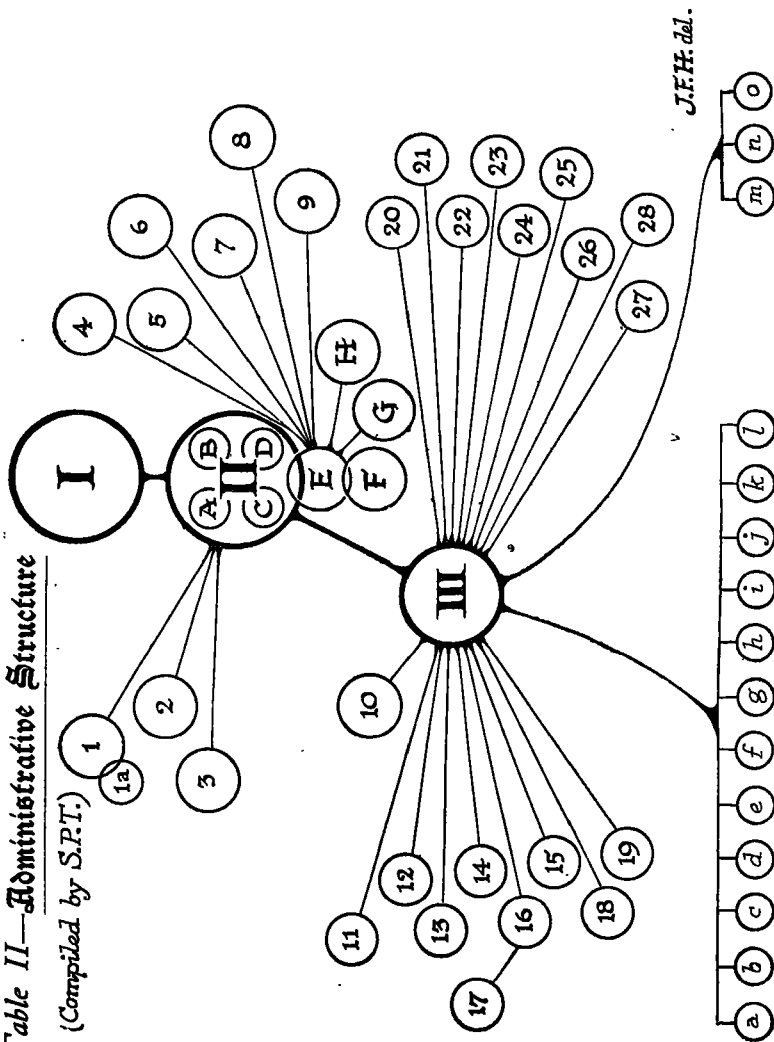 Table II—Administrative Structure
(Compiled by S.P.T.)
I
II
A
B
C
D
E
F
G
H
III
1
1a
2
3
4
5
6
7
8
9
10
11
12
13
14
15
16
17
18
19
20
21
22
23
24
25
26
27
28
a
b
c
d
e
f
g
h
i
j
k
l
m
n
o
J.F.H. del.